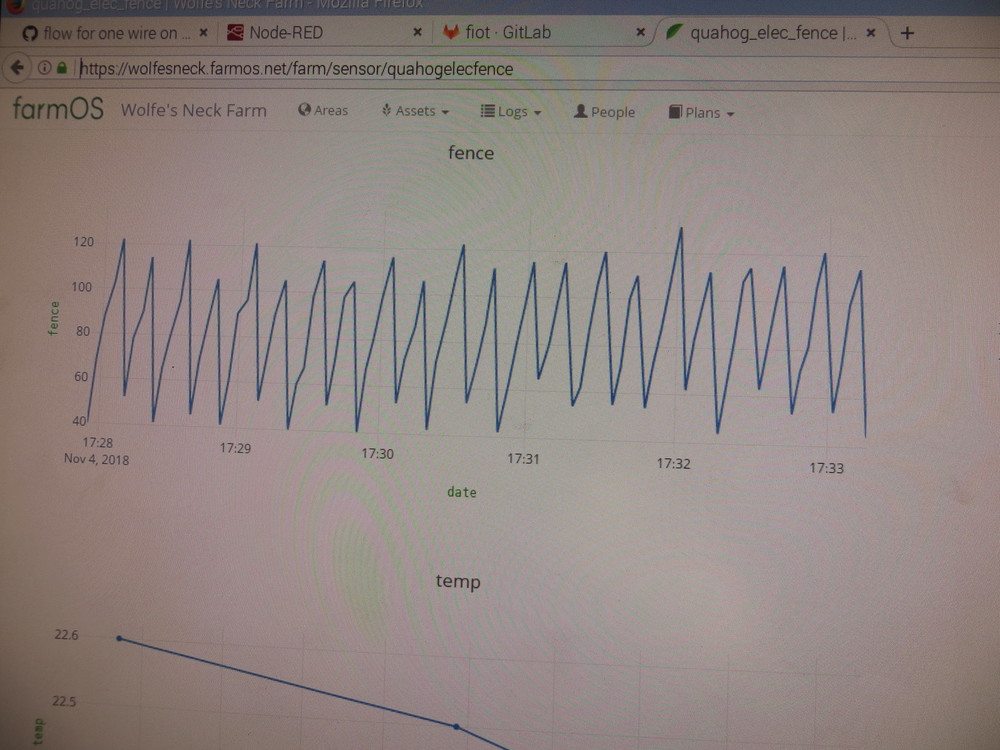 quahog_elec_fence | Wolfe's Neck Farm - Mozilla Firefox
flow for one wire on ... × Node-RED × fiot · GitLab × quahog_elec_fence |... × +
https://wolfesneck.farmos.net/farm/sensor/quahogelecfence
farmOS Wolfe's Neck Farm Areas Assets Logs People Plans
fence
120
100
80
60
40
fence
17:28 17:29 17:30 17:31 17:32 17:33
Nov 4, 2018
date
temp
22.6
22.5
temp